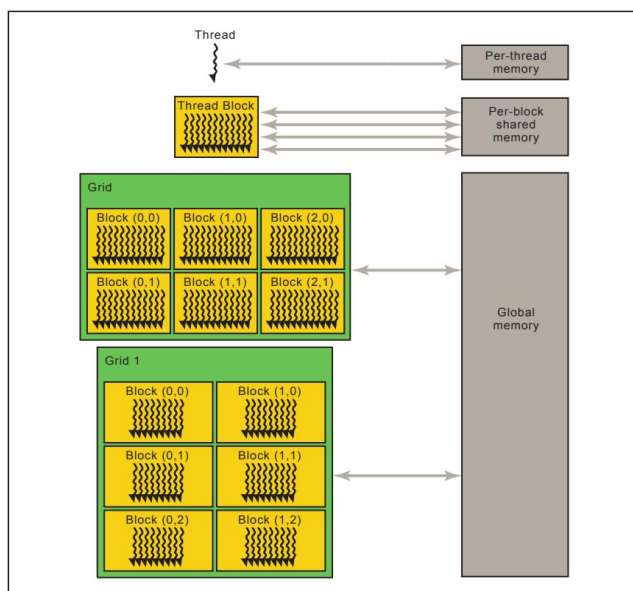 Thread
Per-thread
memory
Thread Block
Per-block
shared
memory
Grid
Block (0,0) Block (1,0) Block (2,0)
Block (0,1) Block (1,1) Block (2,1)
Global
memory
Grid 1
Block (0,0) Block (1,0)
Block (0,1) Block (1,1)
Block (0,2) Block (1,2)